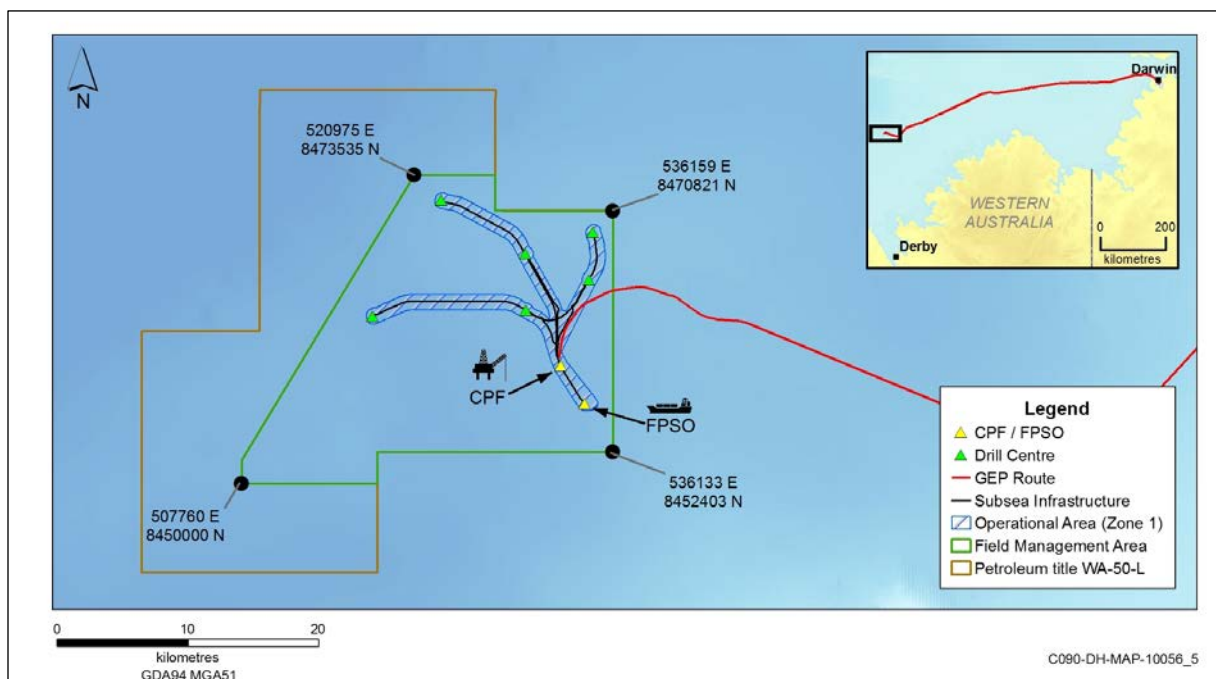 N
520975 E
8473535 N
536159 E
8470821 N
CPF
FPSO
507760 E
8450000 N
536133 E
8452403 N
Darwin
WESTERN
AUSTRALIA
Derby
0 200
kilometres
Legend
CPF / FPSO
Drill Centre
GEP Route
Subsea Infrastructure
Operational Area (Zone 1)
Field Management Area
Petroleum title WA-50-L
0 10 20
kilometres
GDA94 MGA51
C090-DH-MAP-10056_5